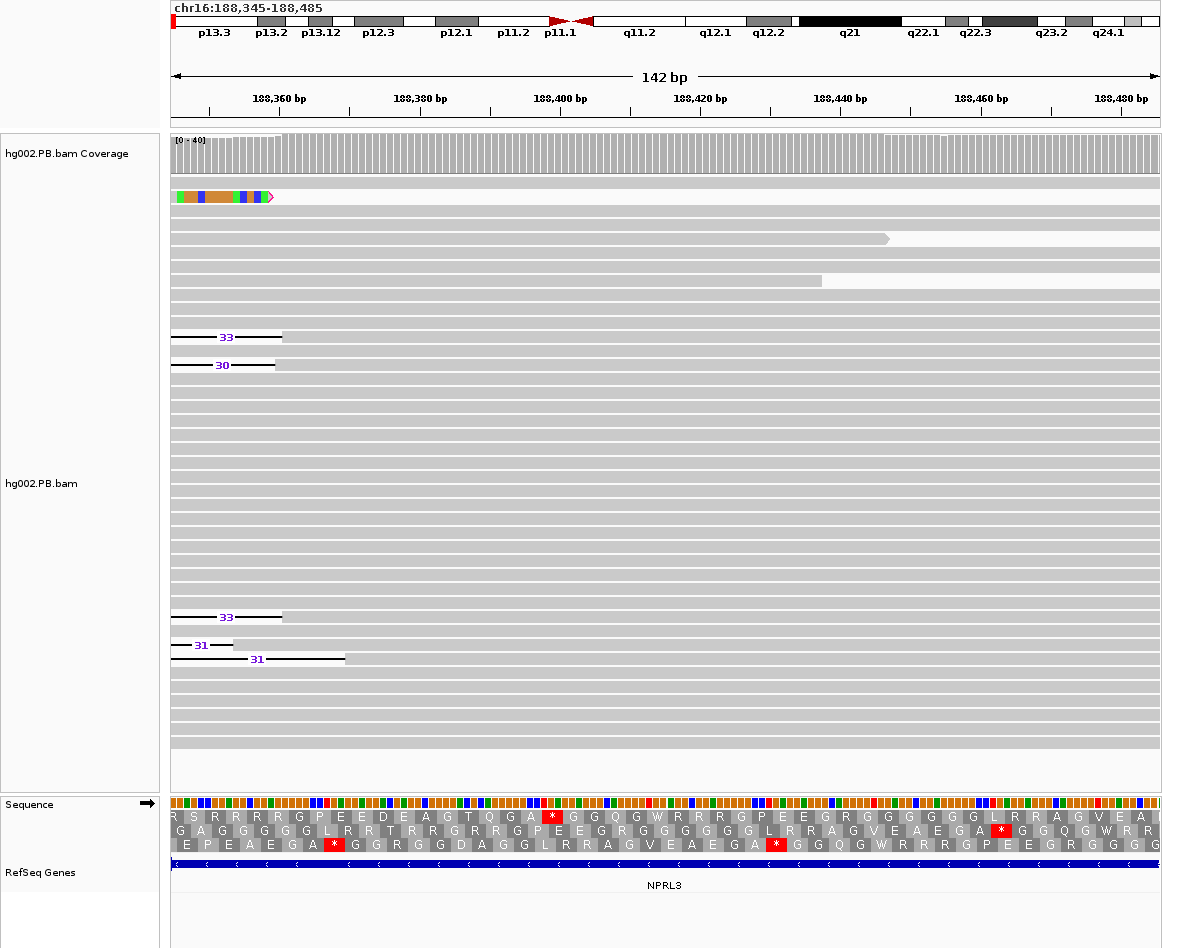 chr16:188,345-188,485
p13.3 p13.2 p13.12 p12.3 p12.1 p11.2 p11.1 q11.2 q12.1 q12.2 q21 q22.1 q22.3 q23.2 q24.1
142 bp
188,360 bp 188,380 bp 188,400 bp 188,420 bp 188,440 bp 188,460 bp 188,480 bp
[0 - 40]
hg002.PB.bam Coverage
33
30
hg002.PB.bam
33
31
31
Sequence
R S R R R R G P E E D E A G T Q G A * G G Q G W R R R G P E E G R G G G G G L R R A G V E A
G A G G G G G L R R T R R G R R G P E E G R G G G G G L R R A G V E A E G A * G G Q G W R R
E P E A E G A * G G R G G D A G G L R R A G V E A E G A * G G Q G W R R R G P E E G R G G G G
RefSeq Genes
NPRL3